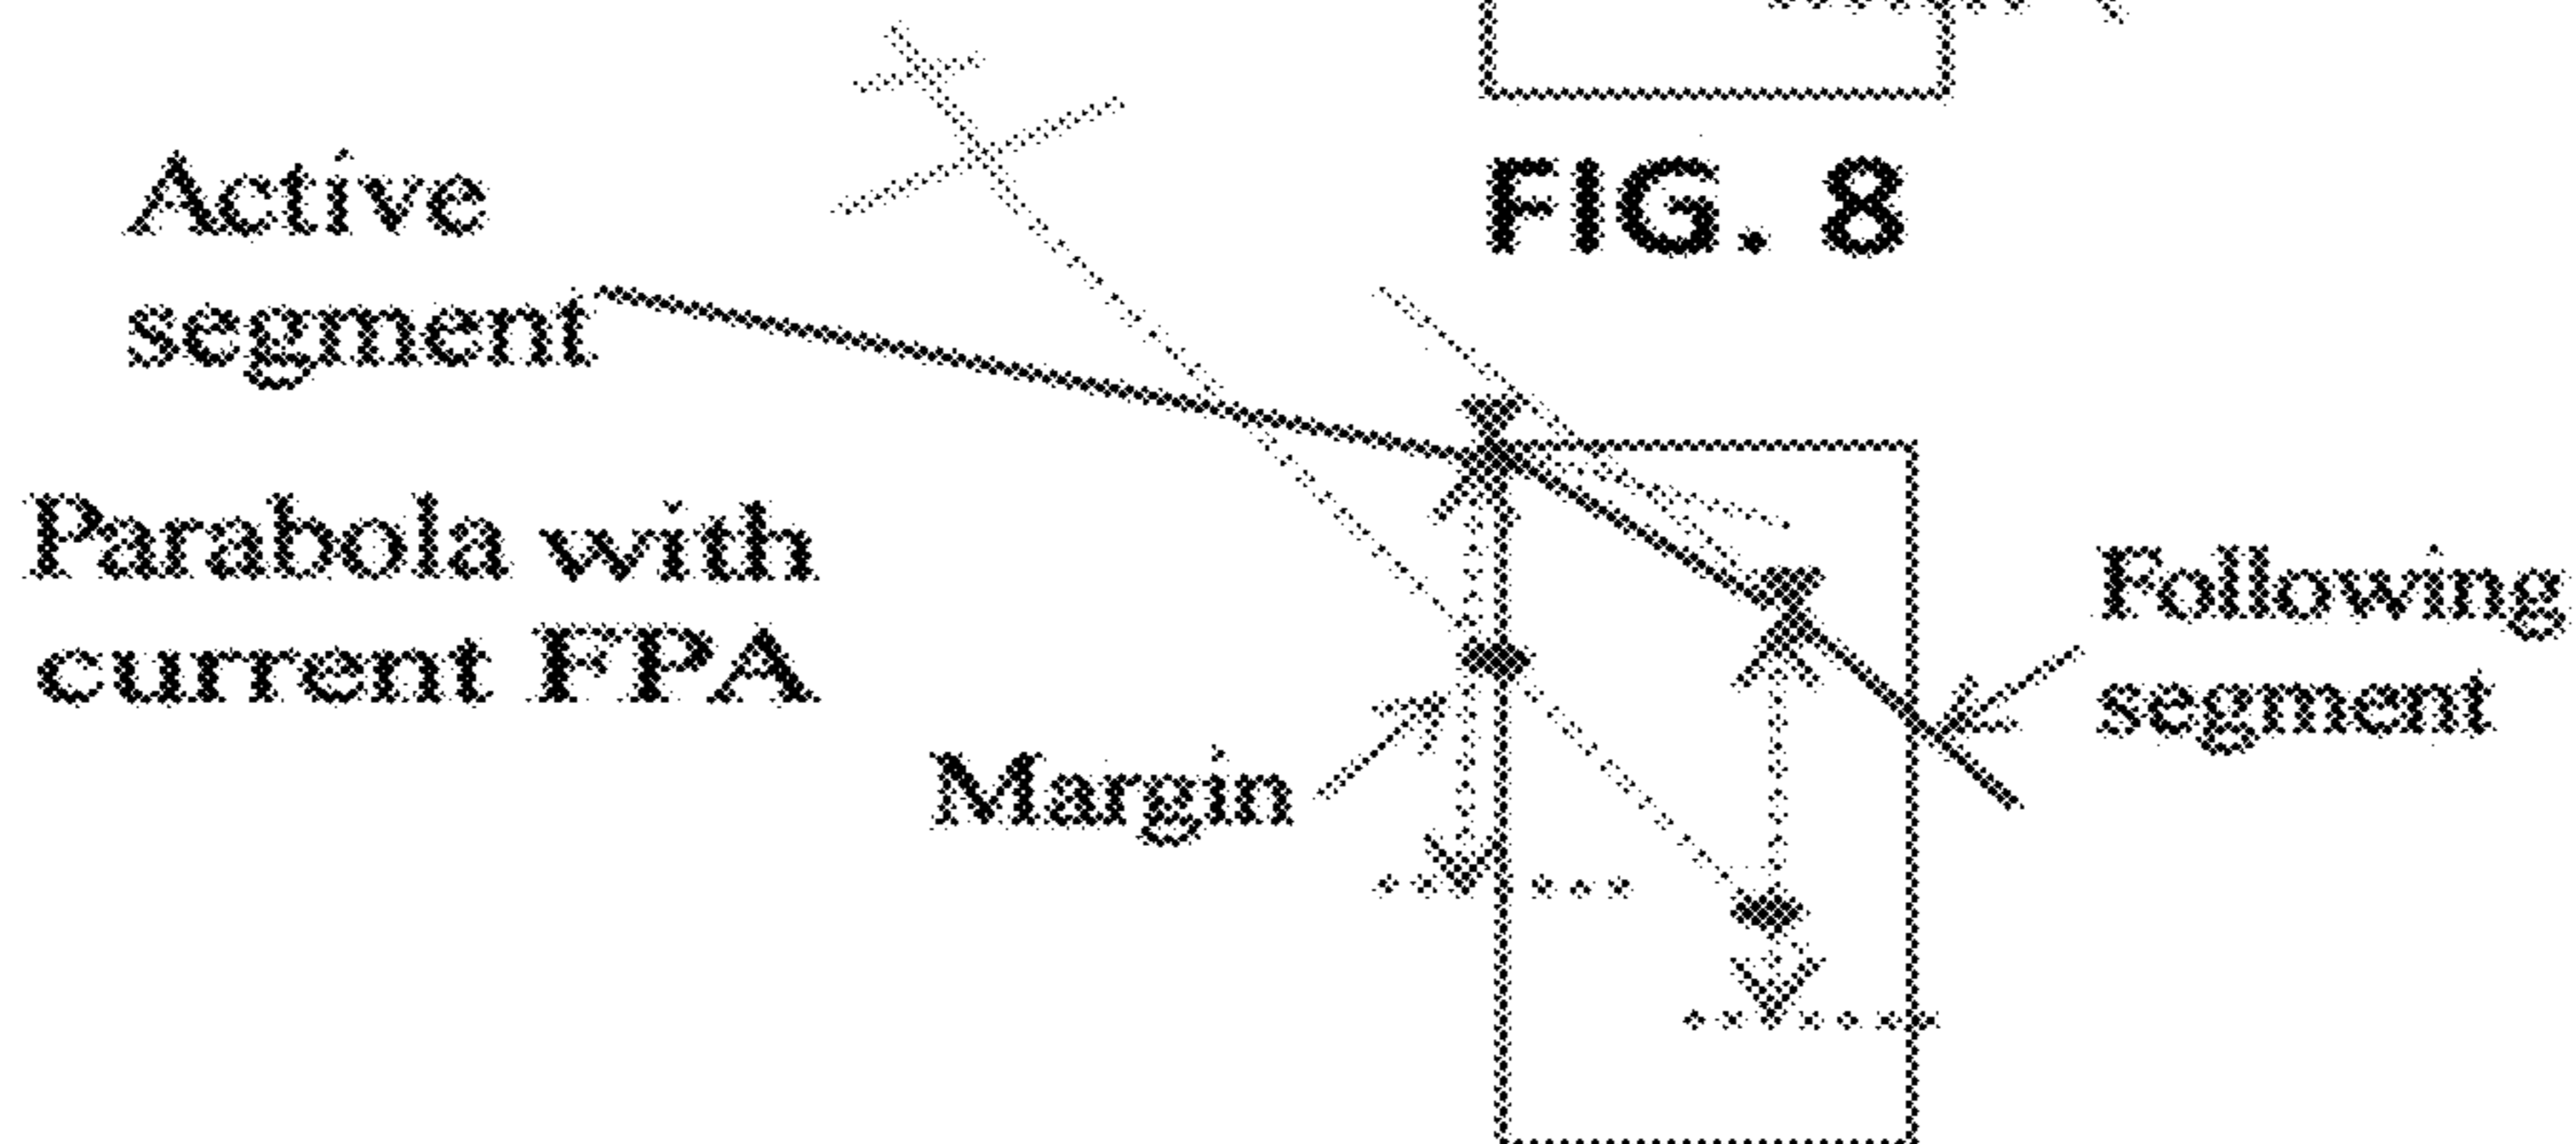 Active
segment
FIG. 8
Parabola with
current FPA
Margin
Following
segment